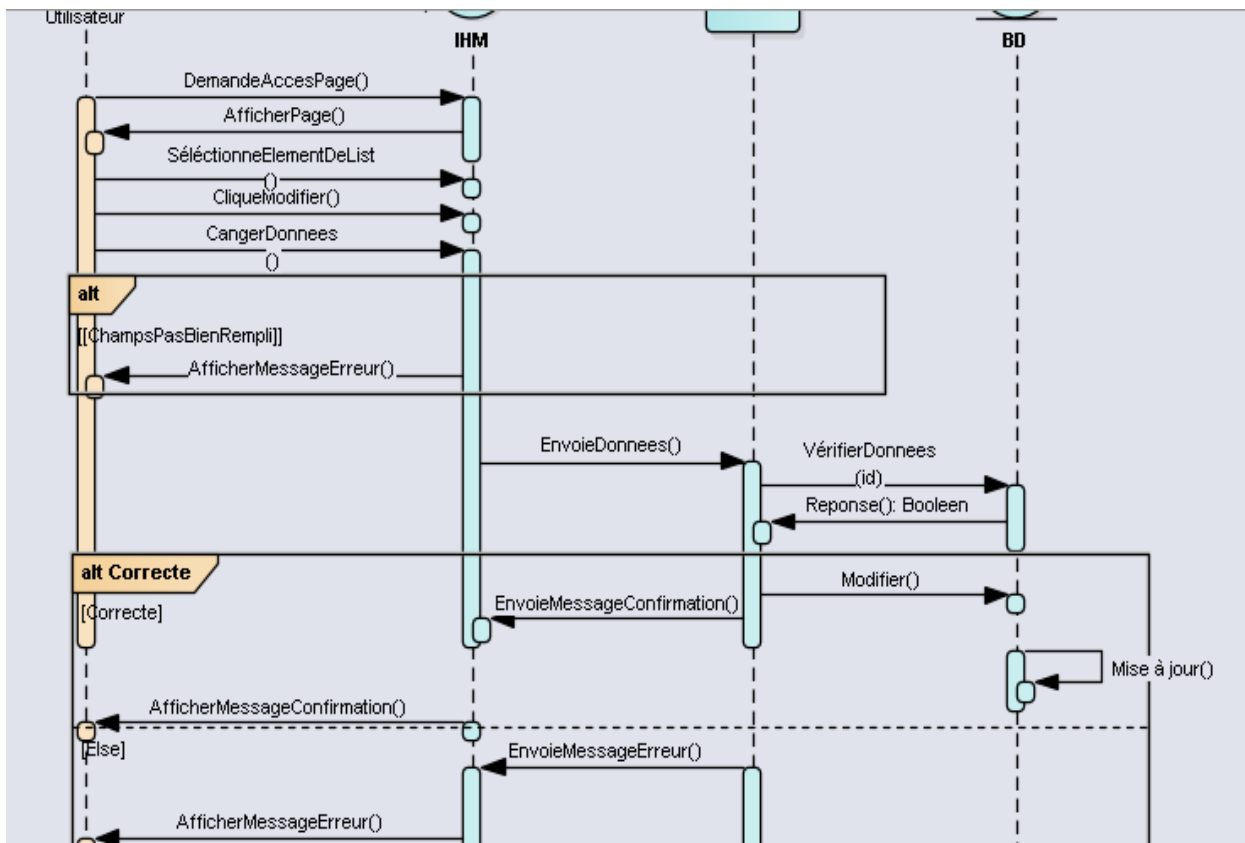 Utilisateur
IHM
BD
DemandeAccesPage()
AfficherPage()
SéléctionneElementDeList
()
CliqueModifier()
CangerDonnees
()
alt
[[ChampsPasBienRempli]]
AfficherMessageErreur()
EnvoieDonnees()
VérifierDonnees
(id)
Reponse(): Booleen
alt Correcte
[Correcte]
Modifier()
EnvoieMessageConfirmation()
Mise à jour()
AfficherMessageConfirmation()
[Else]
EnvoieMessageErreur()
AfficherMessageErreur()